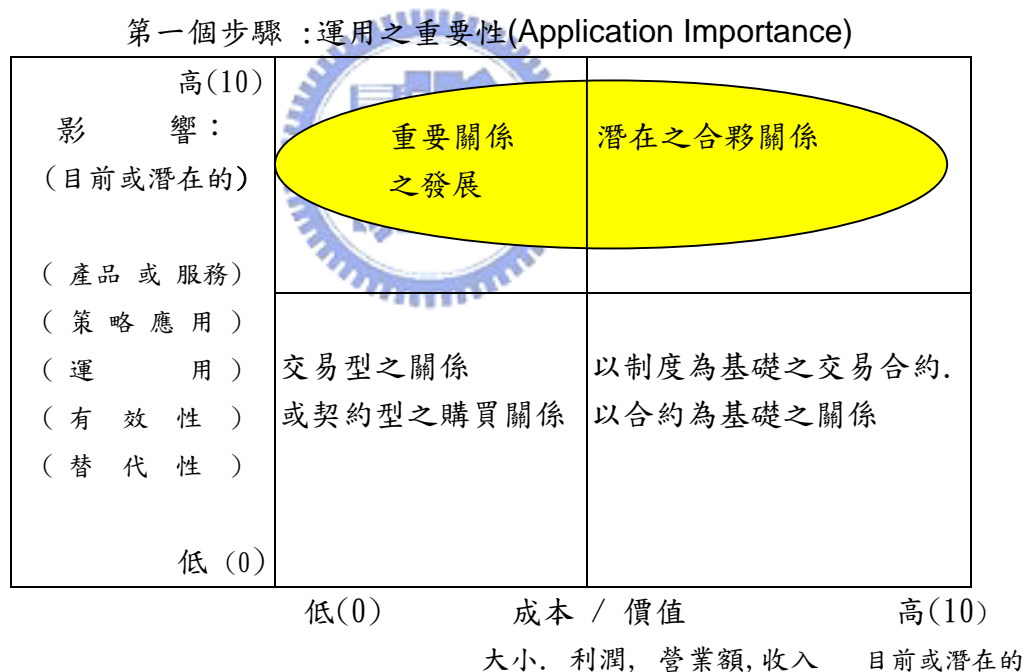 第一個步驟 :運用之重要性(Application Importance)
高(10)
影 響：
(目前或潛在的)
( 產品 或 服務)
( 策 略 應 用 )
( 運 用 )
( 有 效 性 )
( 替 代 性 )
低 (0)
重要關係
之發展
潛在之合夥關係
交易型之關係
或契約型之購買關係
以制度為基礎之交易合約.
以合約為基礎之關係
低(0) 成本 / 價值 高(10)
大小. 利潤, 營業額,收入 目前或潛在的